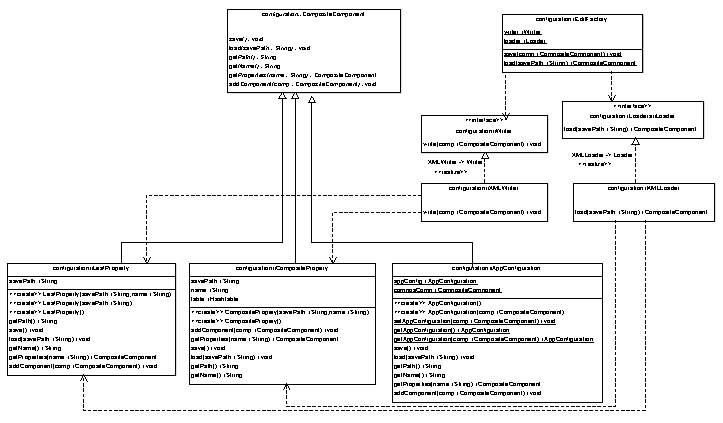 configuration::CompositeComponent
save() : void
load(savePath : String) : void
getPath() : String
getName() : String
getProperties(name : String) : CompositeComponent
addComponent(comp : CompositeComponent) : void
configuration::EdiFactory
writer : IWriter
loader : ILoader
save(comp : CompositeComponent) : void
load(savePath : String) : CompositeComponent
<<interface>>
configuration::IWriter
write(comp : CompositeComponent) : void
<<interface>>
load(savePath : String) : CompositeComponent
XMLWriter -> Writer
XMLLoader -> Loader
configuration::XMLWriter
write(comp : CompositeComponent) : void
configuration::XMLLoader
load(savePath : String) : CompositeComponent
configuration::LeafProperty
savePath : String
<<create>> LeafProperty(savePath : String,name : String)
<<create>> LeafProperty(savePath : String)
<<create>> LeafProperty()
getPath() : String
save() : void
load(savePath : String) : void
getName() : String
getProperties(name : String) : CompositeComponent
addComponent(comp : CompositeComponent) : void
configuration::CompositeProperty
savePath : String
name : String
table : Hashtable
<<create>> CompositeProperty(savePath : String,name : String)
<<create>> CompositeProperty()
addComponent(comp : CompositeComponent) : void
getProperties(name : String) : CompositeComponent
save() : void
load(savePath : String) : void
getPath() : String
getName() : String
configuration::AppConfiguration
appConfig : AppConfiguration
: CompositeComponent
<<create>> AppConfiguration()
<<create>> AppConfiguration(comp : CompositeComponent)
setAppConfiguration(comp : CompositeComponent) : void
getAppConfiguration() : AppConfiguration
getAppConfiguration(comp : CompositeComponent) : AppConfiguration
save() : void
load(savePath : String) : void
getPath() : String
getName() : String
getProperties(name : String) : CompositeComponent
addComponent(comp : CompositeComponent) : void